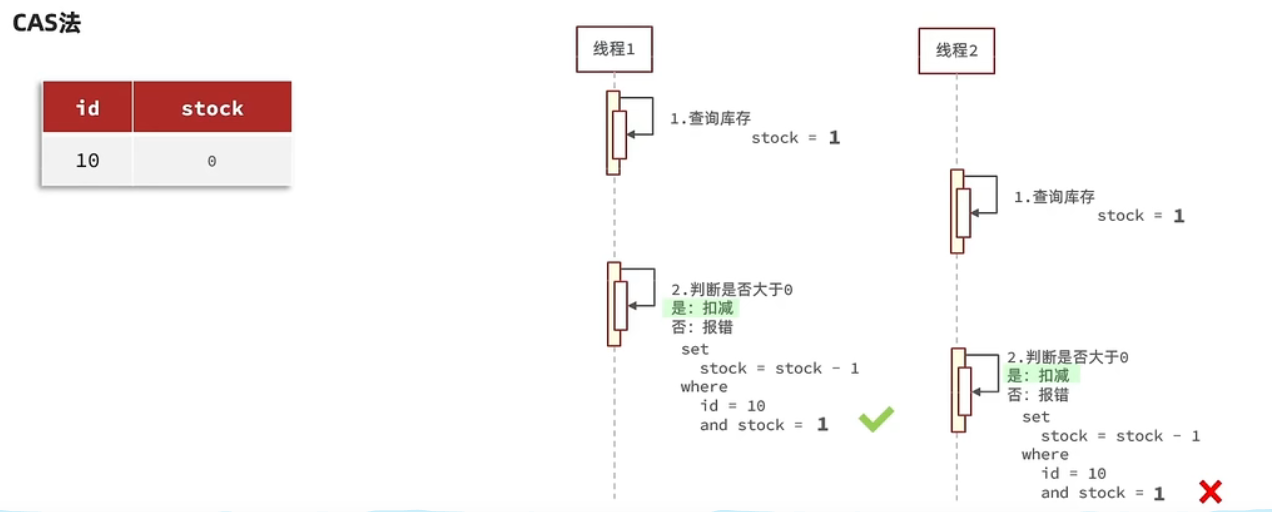 CAS法
id stock
10 0
线程1
1.查询库存
stock = 1
2.判断是否大于0
是：扣减
否：报错
set
stock = stock - 1
where
id = 10
and stock = 1
线程2
1.查询库存
stock = 1
2.判断是否大于0
是：扣减
否：报错
set
stock = stock - 1
where
id = 10
and stock = 1